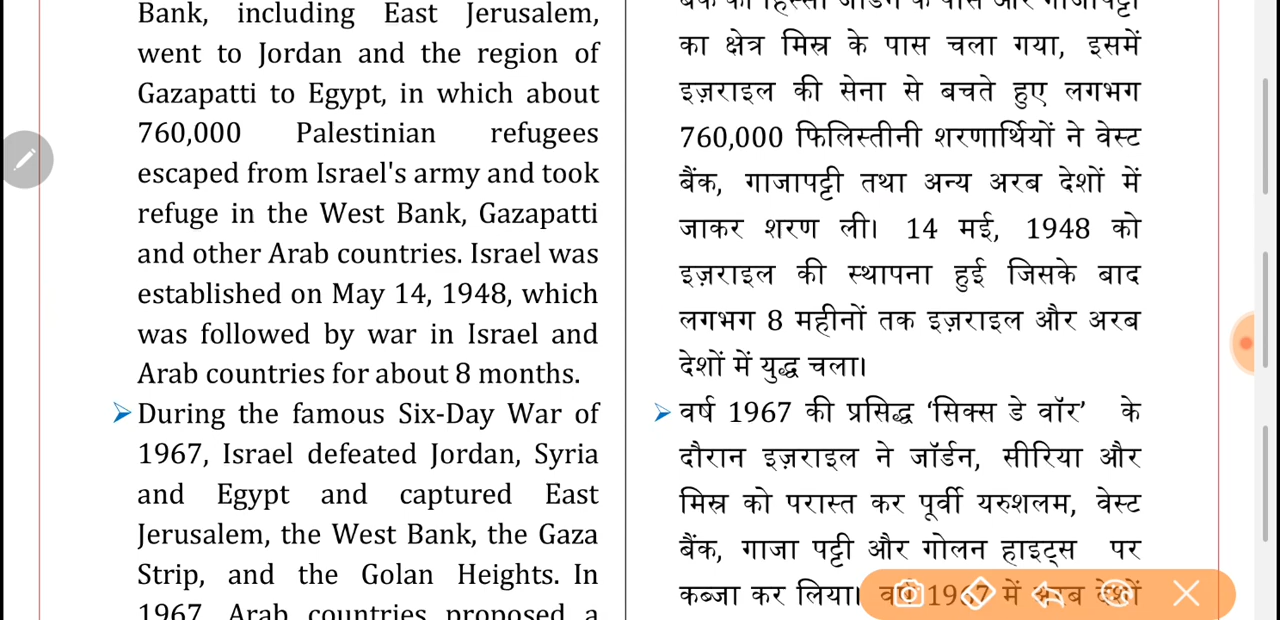 Bank, including East Jerusalem,
went to Jordan and the region of
Gazapatti to Egypt, in which about
760,000 Palestinian refugees
escaped from Israel's army and took
refuge in the West Bank, Gazapatti
and other Arab countries. Israel was
established on May 14, 1948, which
was followed by war in Israel and
Arab countries for about 8 months.
➤ During the famous Six-Day War of
1967, Israel defeated Jordan, Syria
and Egypt and captured East
Jerusalem, the West Bank, the Gaza
Strip, and the Golan Heights. In
1967, Arab countries proposed a
बैंक का हिस्सा जॉर्डन के पास और गाजापट्टी
का क्षेत्र मिस्र के पास चला गया, इसमें
इज़राइल की सेना से बचते हुए लगभग
760,000 फिलिस्तीनी शरणार्थियों ने वेस्ट
बैंक, गाजापट्टी तथा अन्य अरब देशों में
जाकर शरण ली। 14 मई, 1948 को
इज़राइल की स्थापना हुई जिसके बाद
लगभग 8 महीनों तक इज़राइल और अरब
देशों में युद्ध चला।
➤ वर्ष 1967 की प्रसिद्ध ‘सिक्स डे वॉर’ के
दौरान इज़राइल ने जॉर्डन, सीरिया और
मिस्र को परास्त कर पूर्वी यरुशलम, वेस्ट
बैंक, गाजा पट्टी और गोलन हाइट्स पर
कब्जा कर लिया। वर्ष 1967 में अरब देशों